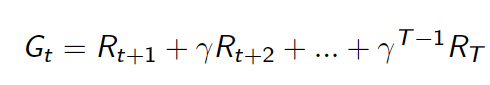 G_t = R_{t+1} + γR_{t+2} + ... + γ^{T−1}R_T